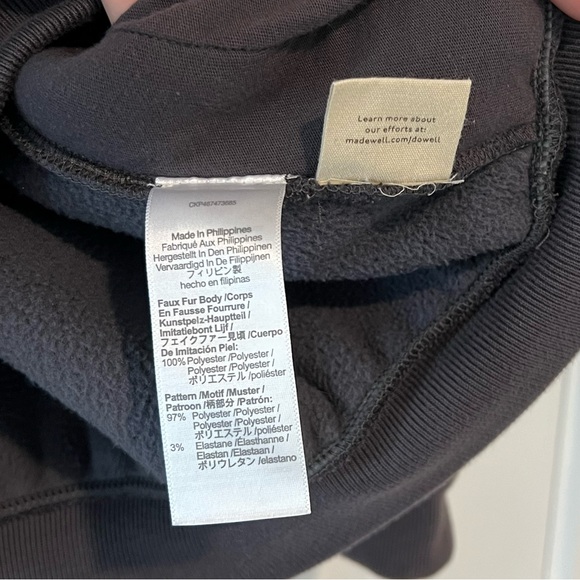 Learn more about
our efforts at:
madewell.com/dowell
Made In Philippines
Fabriqué Aux Philippines
Hergestellt In Den Philippinen
Vervaardigd In De Filippijnen
フィリピン製
hecho en filipinas
Faux Fur Body /Corps
En Fausse Fourrure /
Kunstpelz-Hauptteil /
Imitatiebont Lijf /
フェイクファー見頃 /Cuerpo
De Imitación Piel:
100% Polyester /Polyester /
Polyester /Polyester /
ポリエステル /poliéster
Pattern /Motif /Muster /
Patroon /柄部分 /Patrón:
97% Polyester /Polyester /
Polyester /Polyester /
ポリエステル /poliéster
3% Elastane /Élasthanne /
Elastan /Elastaan /
ポリウレタン /elastano